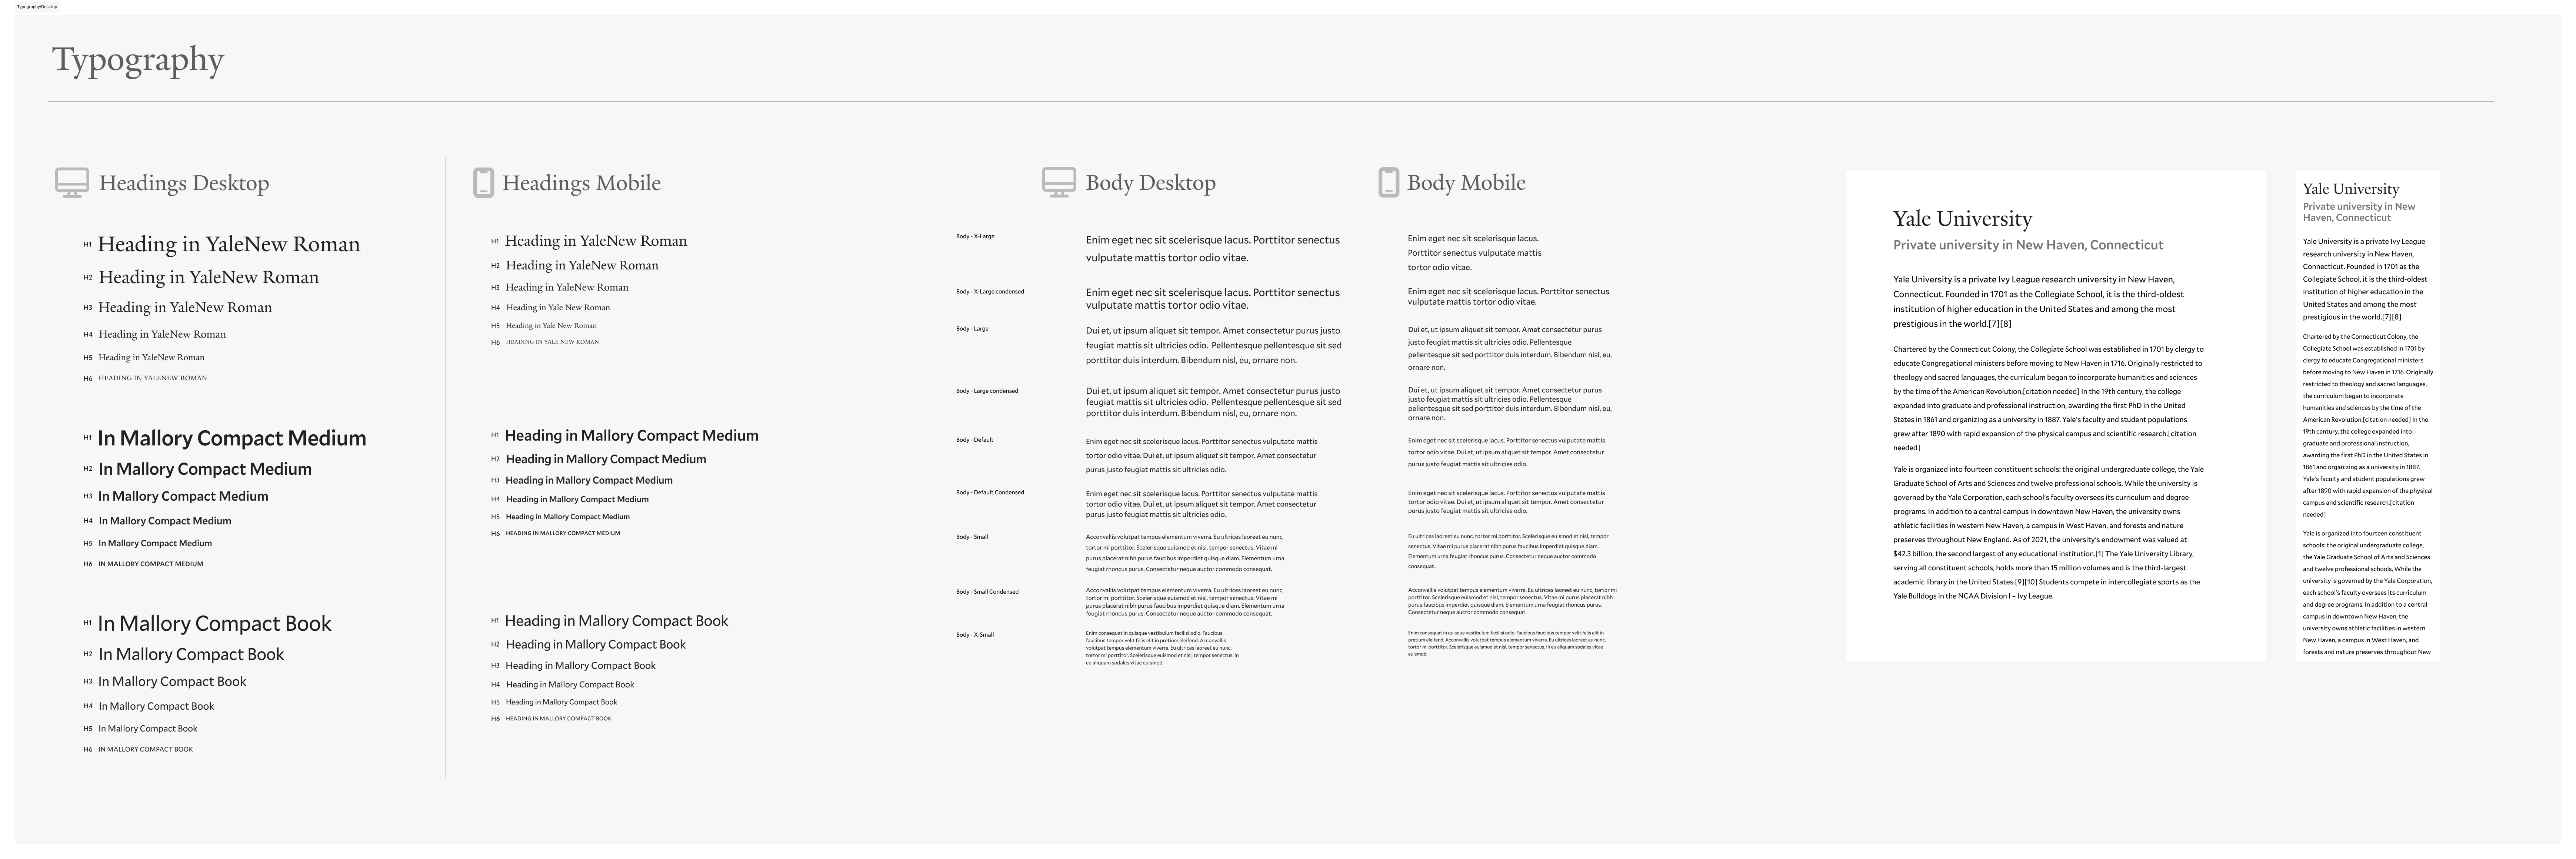 Typography/Desktop
Typography
Headings Desktop
H1 Heading in YaleNew Roman
H2 Heading in YaleNew Roman
H3 Heading in YaleNew Roman
H4 Heading in YaleNew Roman
H5 Heading in YaleNew Roman
H6 HEADING IN YALENEW ROMAN
H1 In Mallory Compact Medium
H2 In Mallory Compact Medium
H3 In Mallory Compact Medium
H4 In Mallory Compact Medium
H5 In Mallory Compact Medium
H6 IN MALLORY COMPACT MEDIUM
H1 In Mallory Compact Book
H2 In Mallory Compact Book
H3 In Mallory Compact Book
H4 In Mallory Compact Book
H5 In Mallory Compact Book
H6 IN MALLORY COMPACT BOOK
Headings Mobile
H1 Heading in YaleNew Roman
H2 Heading in YaleNew Roman
H3 Heading in YaleNew Roman
H4 Heading in Yale New Roman
H5 Heading in Yale New Roman
H6 HEADING IN YALE NEW ROMAN
H1 Heading in Mallory Compact Medium
H2 Heading in Mallory Compact Medium
H3 Heading in Mallory Compact Medium
H4 Heading in Mallory Compact Medium
H5 Heading in Mallory Compact Medium
H6 HEADING IN MALLORY COMPACT MEDIUM
H1 Heading in Mallory Compact Book
H2 Heading in Mallory Compact Book
H3 Heading in Mallory Compact Book
H4 Heading in Mallory Compact Book
H5 Heading in Mallory Compact Book
H6 HEADING IN MALLORY COMPACT BOOK
Body Desktop
Body - X-Large
Enim eget nec sit scelerisque lacus. Porttitor senectus
vulputate mattis tortor odio vitae.
Body - X-Large condensed
Enim eget nec sit scelerisque lacus. Porttitor senectus
vulputate mattis tortor odio vitae.
Body - Large
Dui et, ut ipsum aliquet sit tempor. Amet consectetur purus justo
feugiat mattis sit ultricies odio.  Pellentesque pellentesque sit sed
porttitor duis interdum. Bibendum nisl, eu, ornare non.
Body - Large condensed
Dui et, ut ipsum aliquet sit tempor. Amet consectetur purus justo
feugiat mattis sit ultricies odio.  Pellentesque pellentesque sit sed
porttitor duis interdum. Bibendum nisl, eu, ornare non.
Body - Default
Enim eget nec sit scelerisque lacus. Porttitor senectus vulputate mattis
tortor odio vitae. Dui et, ut ipsum aliquet sit tempor. Amet consectetur
purus justo feugiat mattis sit ultricies odio.
Body - Default Condensed
Enim eget nec sit scelerisque lacus. Porttitor senectus vulputate mattis
tortor odio vitae. Dui et, ut ipsum aliquet sit tempor. Amet consectetur
purus justo feugiat mattis sit ultricies odio.
Body - Small
Acconvallis volutpat tempus elementum viverra. Eu ultrices laoreet eu nunc,
tortor mi porttitor. Scelerisque euismod et nisl, tempor senectus. Vitae mi
purus placerat nibh purus faucibus imperdiet quisque diam. Elementum urna
feugiat rhoncus purus. Consectetur neque auctor commodo consequat.
Body - Small Condensed
Acconvallis volutpat tempus elementum viverra. Eu ultrices laoreet eu nunc,
tortor mi porttitor. Scelerisque euismod et nisl, tempor senectus. Vitae mi
purus placerat nibh purus faucibus imperdiet quisque diam. Elementum urna
feugiat rhoncus purus. Consectetur neque auctor commodo consequat.
Body - X-Small
Enim consequat in quisque vestibulum facilisi odio. Faucibus
faucibus tempor velit felis elit in pretium eleifend. Acconvallis
volutpat tempus elementum viverra. Eu ultrices laoreet eu nunc,
tortor mi porttitor. Scelerisque euismod et nisl, tempor senectus. In
eu aliquam sodales vitae euismod.
Body Mobile
Enim eget nec sit scelerisque lacus.
Porttitor senectus vulputate mattis
tortor odio vitae.
Enim eget nec sit scelerisque lacus. Porttitor senectus
vulputate mattis tortor odio vitae.
Dui et, ut ipsum aliquet sit tempor. Amet consectetur purus
justo feugiat mattis sit ultricies odio. Pellentesque
pellentesque sit sed porttitor duis interdum. Bibendum nisl, eu,
ornare non.
Dui et, ut ipsum aliquet sit tempor. Amet consectetur purus
justo feugiat mattis sit ultricies odio. Pellentesque
pellentesque sit sed porttitor duis interdum. Bibendum nisl, eu,
ornare non.
Enim eget nec sit scelerisque lacus. Porttitor senectus vulputate mattis
tortor odio vitae. Dui et, ut ipsum aliquet sit tempor. Amet consectetur
purus justo feugiat mattis sit ultricies odio.
Enim eget nec sit scelerisque lacus. Porttitor senectus vulputate mattis
tortor odio vitae. Dui et, ut ipsum aliquet sit tempor. Amet consectetur
purus justo feugiat mattis sit ultricies odio.
Eu ultrices laoreet eu nunc, tortor mi porttitor. Scelerisque euismod et nisl, tempor
senectus. Vitae mi purus placerat nibh purus faucibus imperdiet quisque diam.
Elementum urna feugiat rhoncus purus. Consectetur neque auctor commodo
consequat.
Acconvallis volutpat tempus elementum viverra. Eu ultrices laoreet eu nunc, tortor mi
porttitor. Scelerisque euismod et nisl, tempor senectus. Vitae mi purus placerat nibh
purus faucibus imperdiet quisque diam. Elementum urna feugiat rhoncus purus.
Consectetur neque auctor commodo consequat.
Enim consequat in quisque vestibulum facilisi odio. Faucibus faucibus tempor velit felis elit in
pretium eleifend. Acconvallis volutpat tempus elementum viverra. Eu ultrices laoreet eu nunc,
tortor mi porttitor. Scelerisque euismod et nisl, tempor senectus. In eu aliquam sodales vitae
euismod.
Yale University
Private university in New Haven, Connecticut
Yale University is a private Ivy League research university in New Haven,
Connecticut. Founded in 1701 as the Collegiate School, it is the third-oldest
institution of higher education in the United States and among the most
prestigious in the world.[7][8]
Chartered by the Connecticut Colony, the Collegiate School was established in 1701 by clergy to
educate Congregational ministers before moving to New Haven in 1716. Originally restricted to
theology and sacred languages, the curriculum began to incorporate humanities and sciences
by the time of the American Revolution.[citation needed] In the 19th century, the college
expanded into graduate and professional instruction, awarding the first PhD in the United
States in 1861 and organizing as a university in 1887. Yale's faculty and student populations
grew after 1890 with rapid expansion of the physical campus and scientific research.[citation
needed]
Yale is organized into fourteen constituent schools: the original undergraduate college, the Yale
Graduate School of Arts and Sciences and twelve professional schools. While the university is
governed by the Yale Corporation, each school's faculty oversees its curriculum and degree
programs. In addition to a central campus in downtown New Haven, the university owns
athletic facilities in western New Haven, a campus in West Haven, and forests and nature
preserves throughout New England. As of 2021, the university's endowment was valued at
$42.3 billion, the second largest of any educational institution.[1] The Yale University Library,
serving all constituent schools, holds more than 15 million volumes and is the third-largest
academic library in the United States.[9][10] Students compete in intercollegiate sports as the
Yale Bulldogs in the NCAA Division I – Ivy League.
Yale University
Private university in New
Haven, Connecticut
Yale University is a private Ivy League
research university in New Haven,
Connecticut. Founded in 1701 as the
Collegiate School, it is the third-oldest
institution of higher education in the
United States and among the most
prestigious in the world.[7][8]
Chartered by the Connecticut Colony, the
Collegiate School was established in 1701 by
clergy to educate Congregational ministers
before moving to New Haven in 1716. Originally
restricted to theology and sacred languages,
the curriculum began to incorporate
humanities and sciences by the time of the
American Revolution.[citation needed] In the
19th century, the college expanded into
graduate and professional instruction,
awarding the first PhD in the United States in
1861 and organizing as a university in 1887.
Yale's faculty and student populations grew
after 1890 with rapid expansion of the physical
campus and scientific research.[citation
needed]
Yale is organized into fourteen constituent
schools: the original undergraduate college,
the Yale Graduate School of Arts and Sciences
and twelve professional schools. While the
university is governed by the Yale Corporation,
each school's faculty oversees its curriculum
and degree programs. In addition to a central
campus in downtown New Haven, the
university owns athletic facilities in western
New Haven, a campus in West Haven, and
forests and nature preserves throughout New